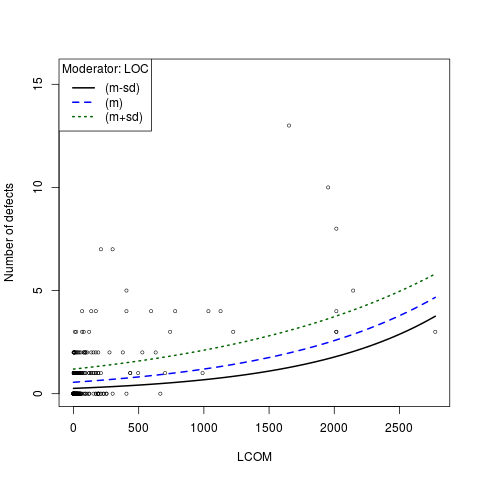 Moderator: LOC
(m-sd)
(m)
(m+sd)
15
10
5
0
Number of defects
0 500 1000 1500 2000 2500
LCOM